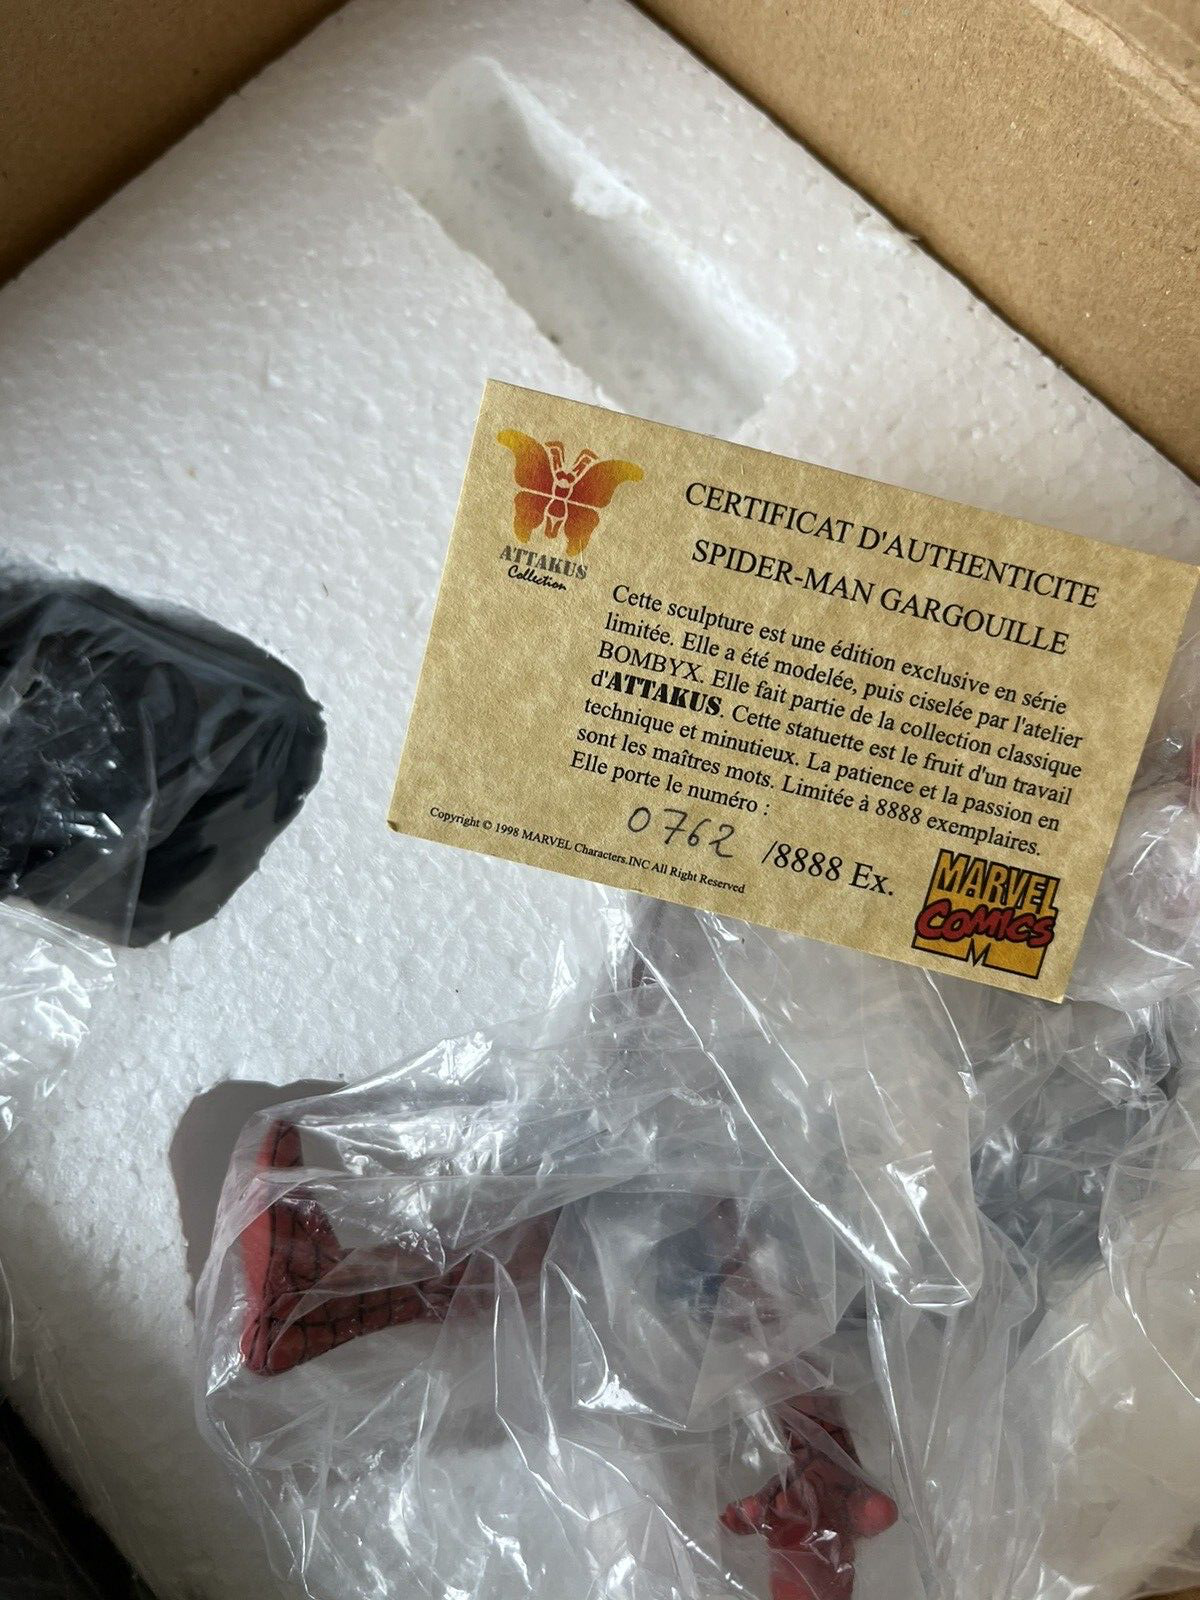 ATTAKUS
Collection
CERTIFICAT D'AUTHENTICITE
SPIDER-MAN GARGOUILLE
Cette sculpture est une édition exclusive en série
limitée. Elle a été modelée, puis ciselée par l'atelier
BOMBYX. Elle fait partie de la collection classique
d'ATTAKUS. Cette statuette est le fruit d'un travail
technique et minutieux. La patience et la passion en
sont les maîtres mots. Limitée à 8888 exemplaires.
Elle porte le numéro :
0762 /8888 Ex.
Copyright © 1998 MARVEL Characters.INC All Right Reserved
MARVEL
COMICS
M